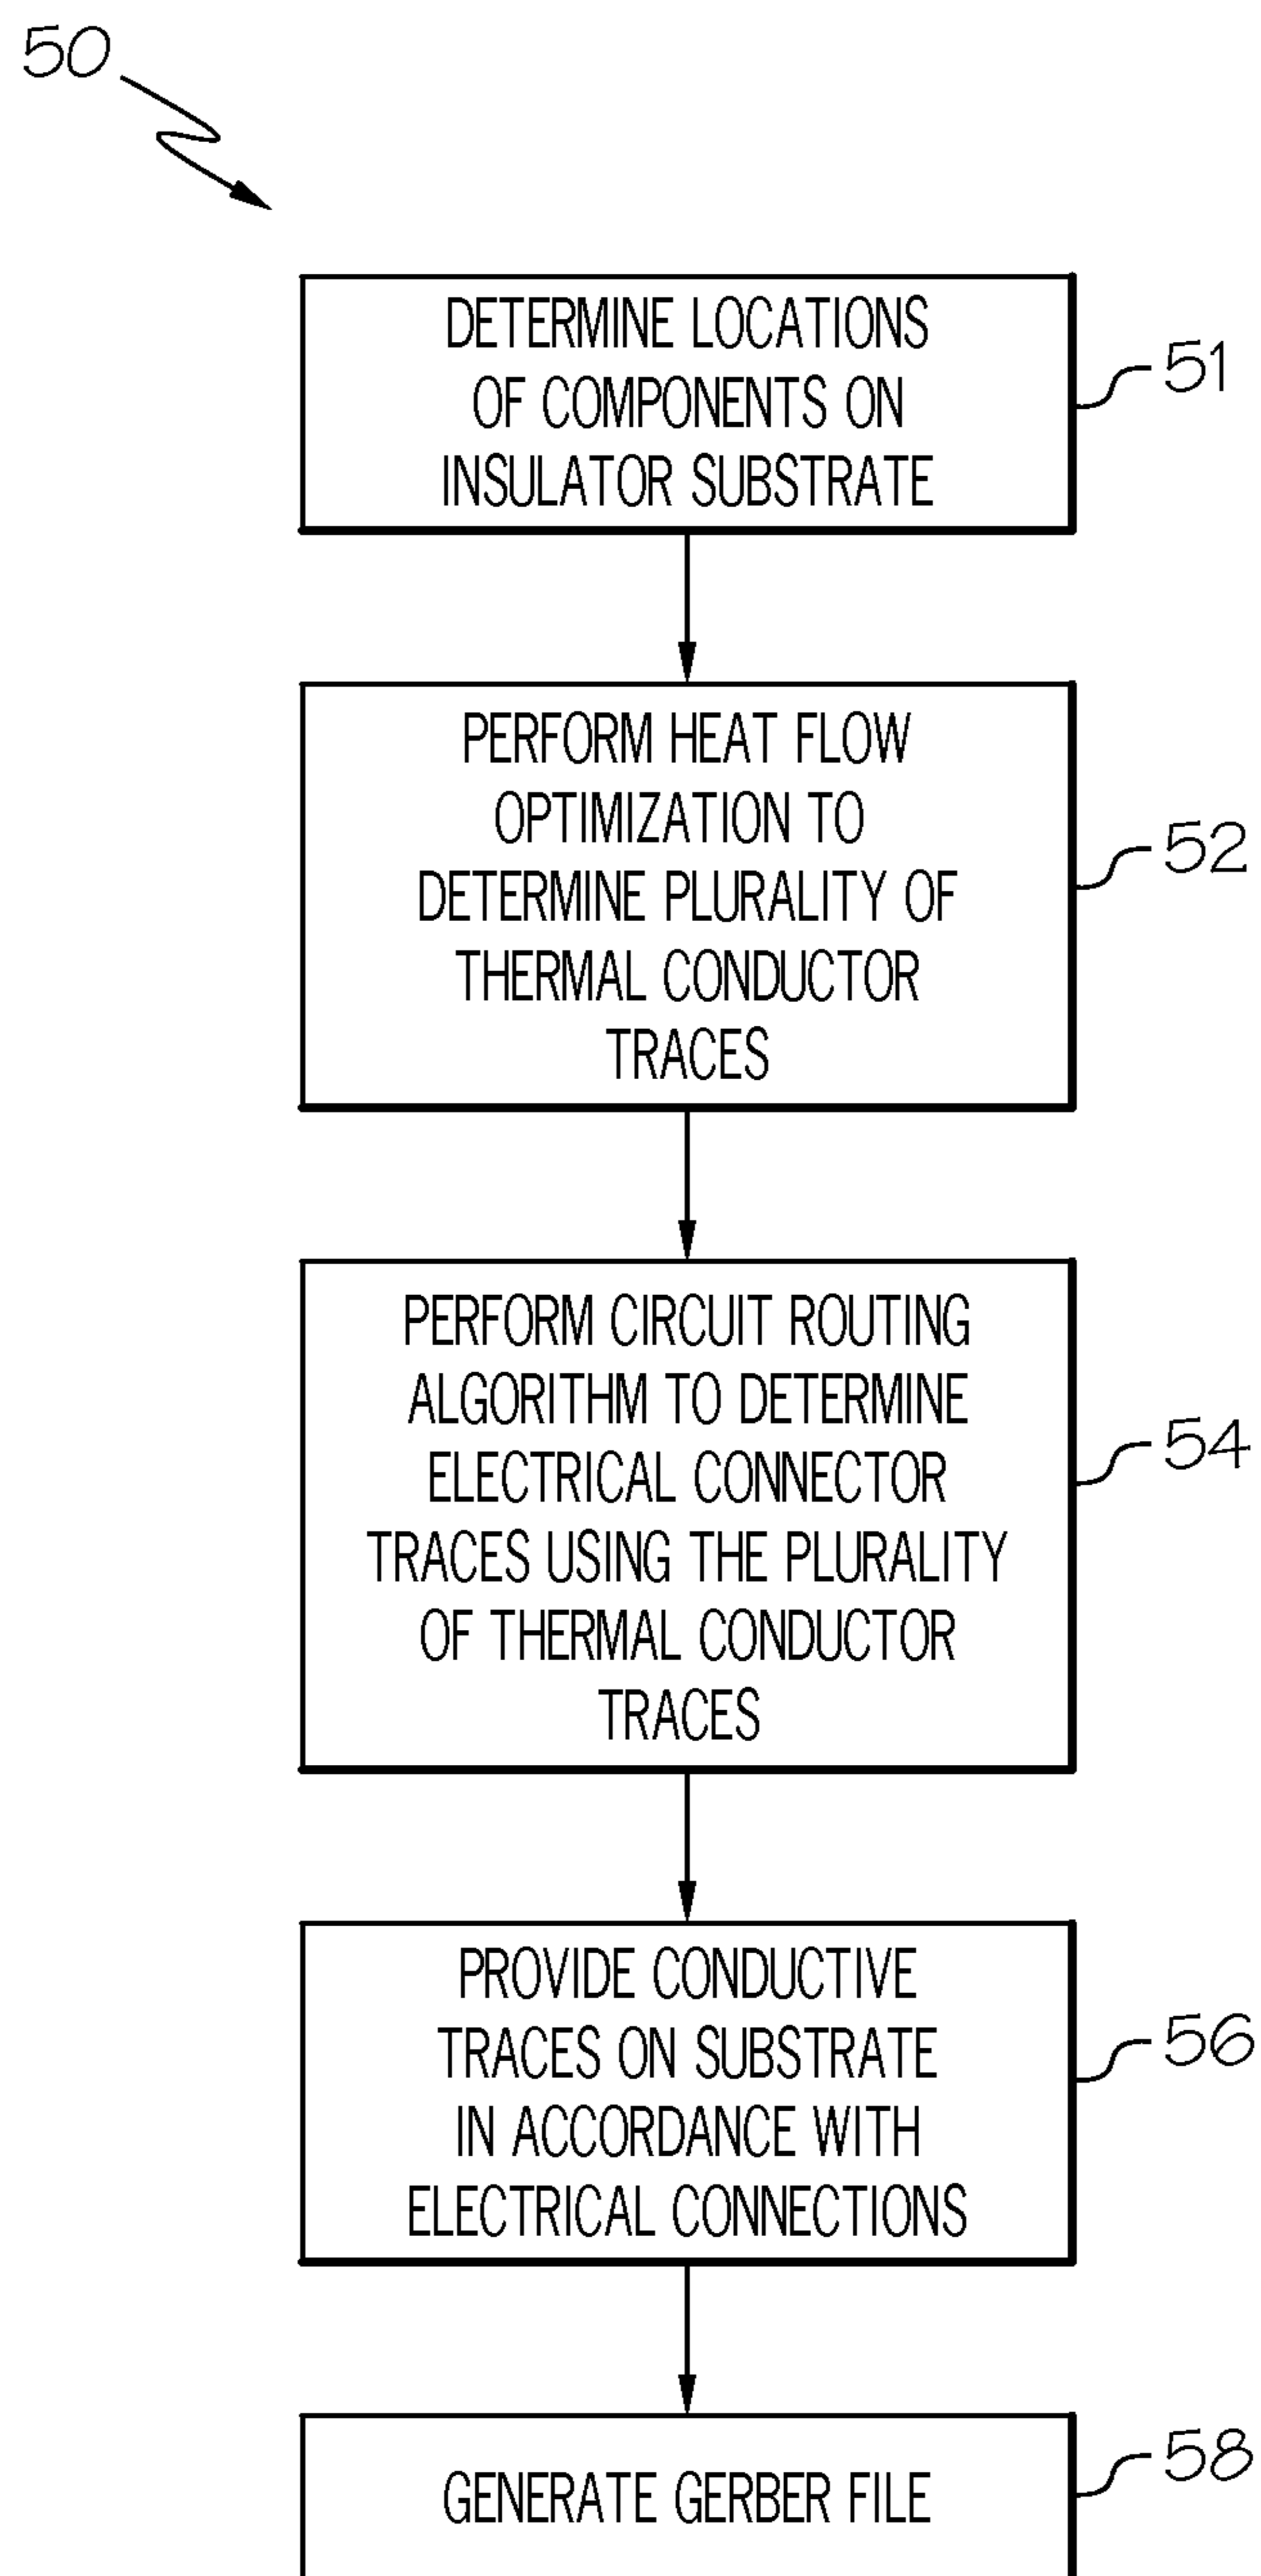 50
DETERMINE LOCATIONS
OF COMPONENTS ON
INSULATOR SUBSTRATE
51
PERFORM HEAT FLOW
OPTIMIZATION TO
DETERMINE PLURALITY OF
THERMAL CONDUCTOR
TRACES
52
PERFORM CIRCUIT ROUTING
ALGORITHM TO DETERMINE
ELECTRICAL CONNECTOR
TRACES USING THE PLURALITY
OF THERMAL CONDUCTOR
TRACES
54
PROVIDE CONDUCTIVE
TRACES ON SUBSTRATE
IN ACCORDANCE WITH
ELECTRICAL CONNECTIONS
56
GENERATE GERBER FILE
58